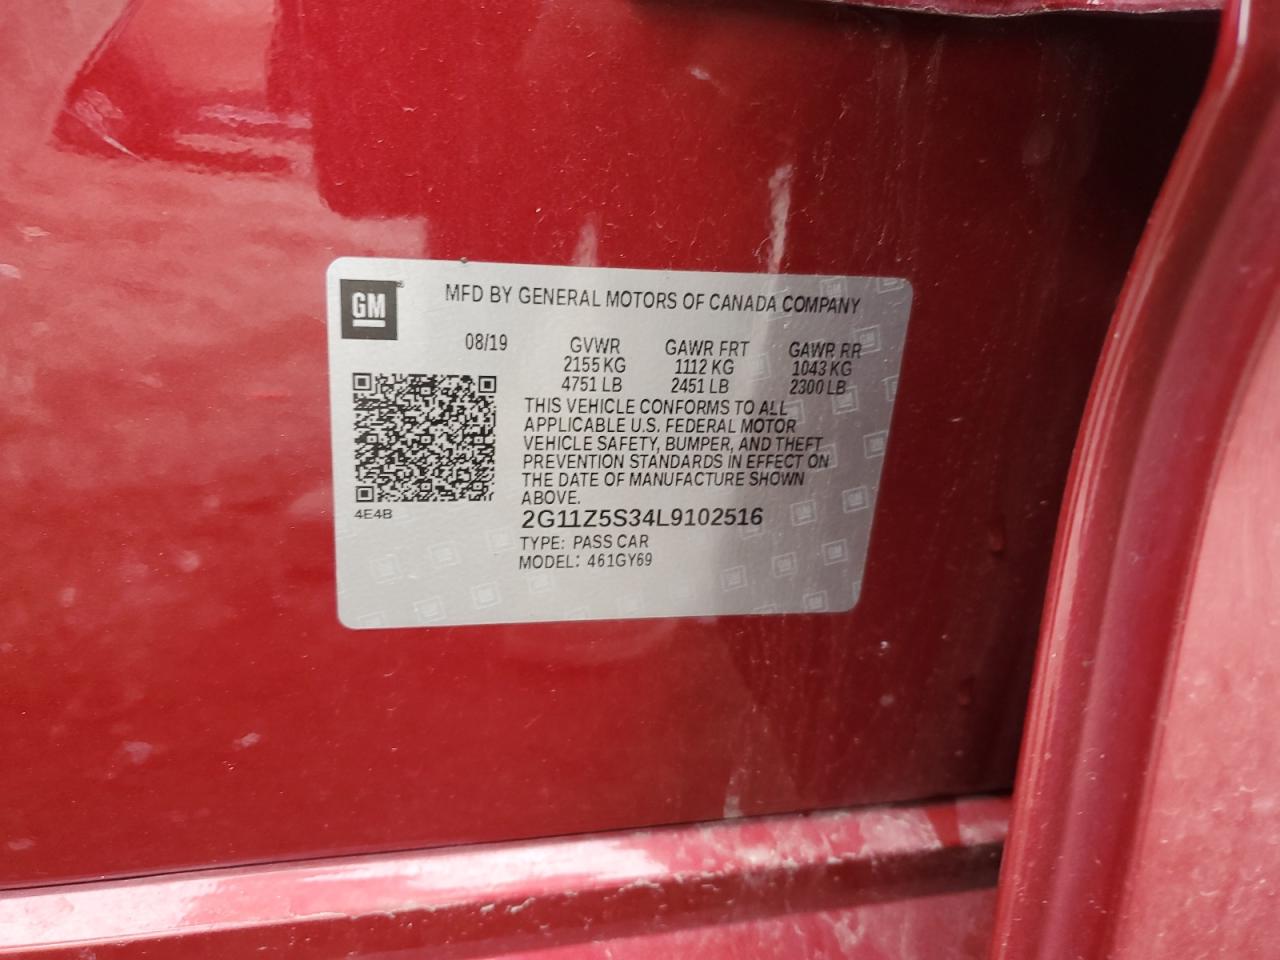 GM
MFD BY GENERAL MOTORS OF CANADA COMPANY
08/19 GVWR GAWR FRT GAWR RR
2155 KG 1112 KG 1043 KG
4751 LB 2451 LB 2300 LB
THIS VEHICLE CONFORMS TO ALL
APPLICABLE U.S. FEDERAL MOTOR
VEHICLE SAFETY, BUMPER, AND THEFT
PREVENTION STANDARDS IN EFFECT ON
THE DATE OF MANUFACTURE SHOWN
ABOVE.
4E4B
2G11Z5S34L9102516
TYPE: PASS CAR
MODEL: 461GY69